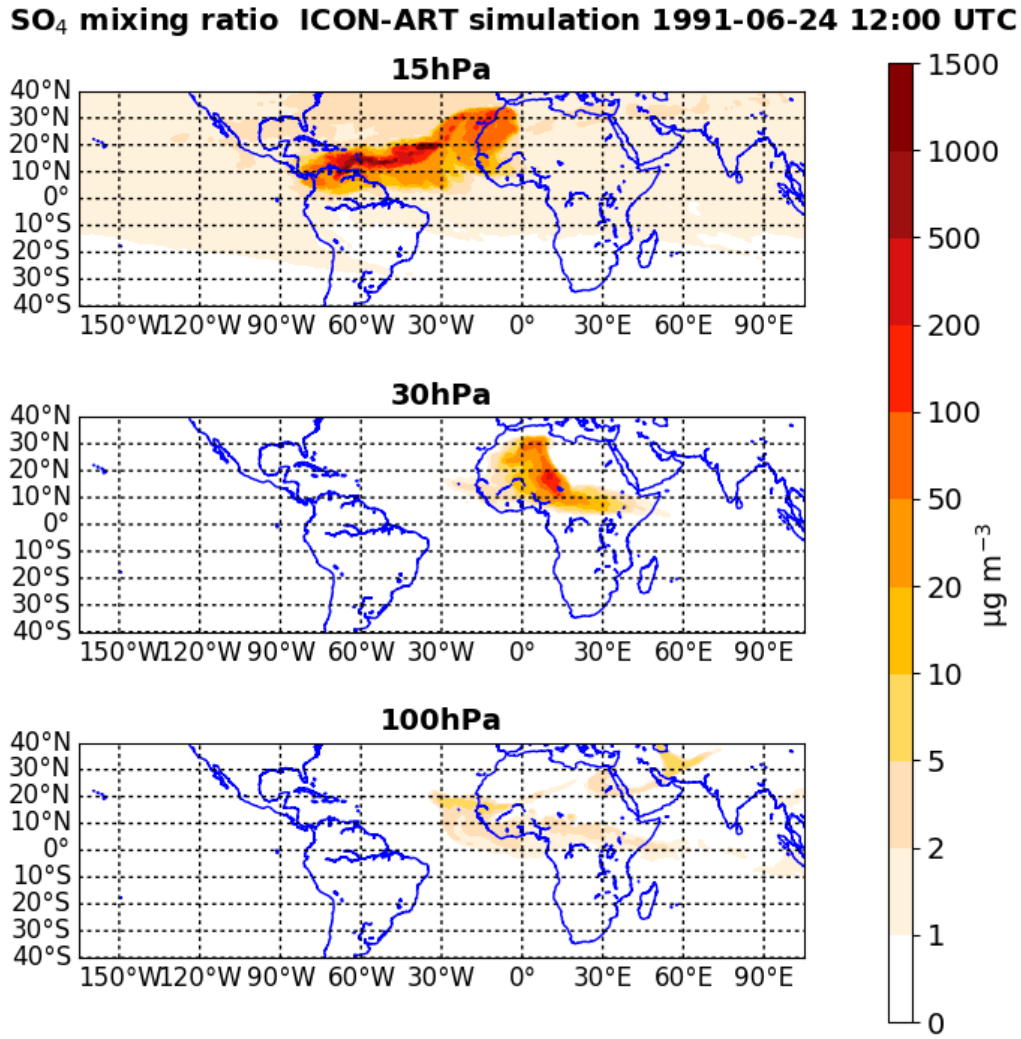 SO₄ mixing ratio ICON-ART simulation 1991-06-24 12:00 UTC
15hPa
40°N
30°N
20°N
10°N
0°
10°S
20°S
30°S
40°S
150°W120°W 90°W 60°W 30°W 0° 30°E 60°E 90°E
30hPa
40°N
30°N
20°N
10°N
0°
10°S
20°S
30°S
40°S
150°W120°W 90°W 60°W 30°W 0° 30°E 60°E 90°E
100hPa
40°N
30°N
20°N
10°N
0°
10°S
20°S
30°S
40°S
150°W120°W 90°W 60°W 30°W 0° 30°E 60°E 90°E
1500
1000
500
200
100
50
20
10
5
2
1
0
µg m⁻³